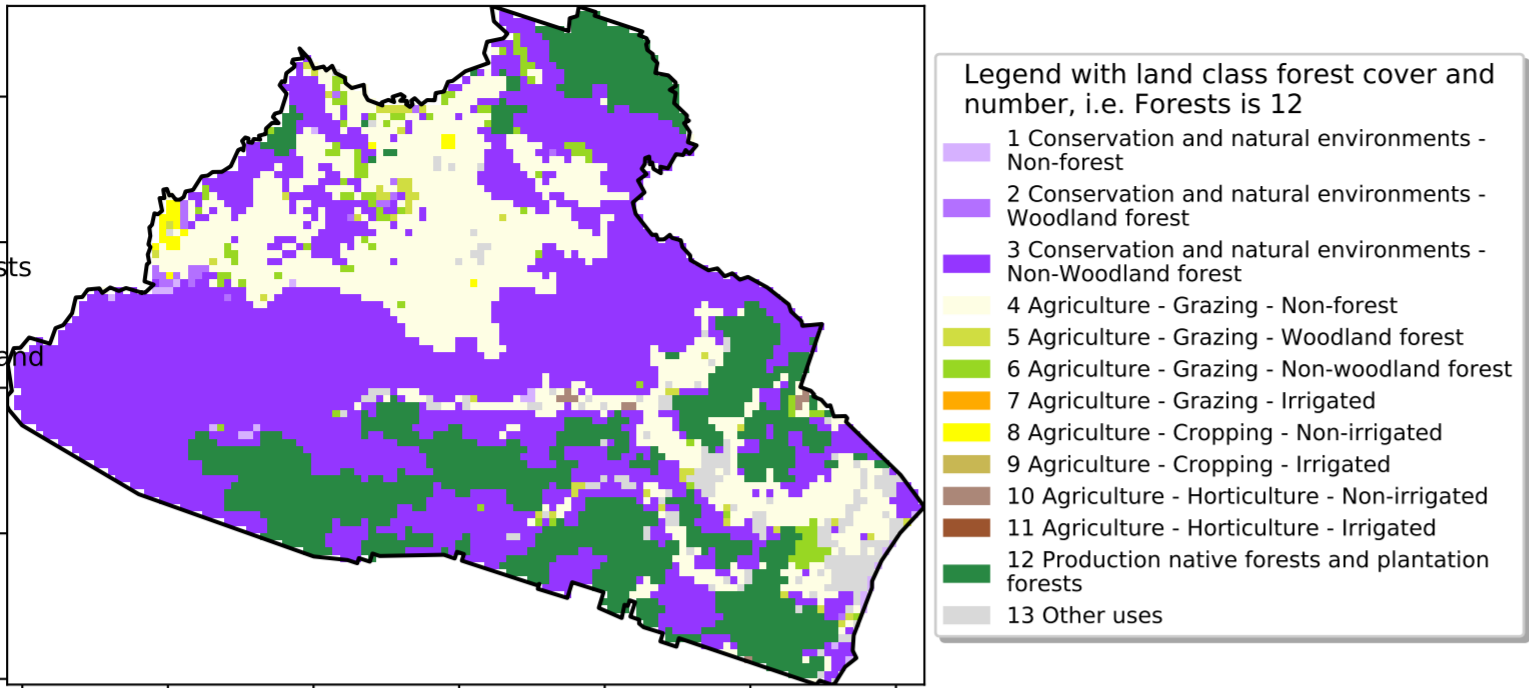 sts
and
Legend with land class forest cover and
number, i.e. Forests is 12
1 Conservation and natural environments -
Non-forest
2 Conservation and natural environments -
Woodland forest
3 Conservation and natural environments -
Non-Woodland forest
4 Agriculture - Grazing - Non-forest
5 Agriculture - Grazing - Woodland forest
6 Agriculture - Grazing - Non-woodland forest
7 Agriculture - Grazing - Irrigated
8 Agriculture - Cropping - Non-irrigated
9 Agriculture - Cropping - Irrigated
10 Agriculture - Horticulture - Non-irrigated
11 Agriculture - Horticulture - Irrigated
12 Production native forests and plantation
forests
13 Other uses